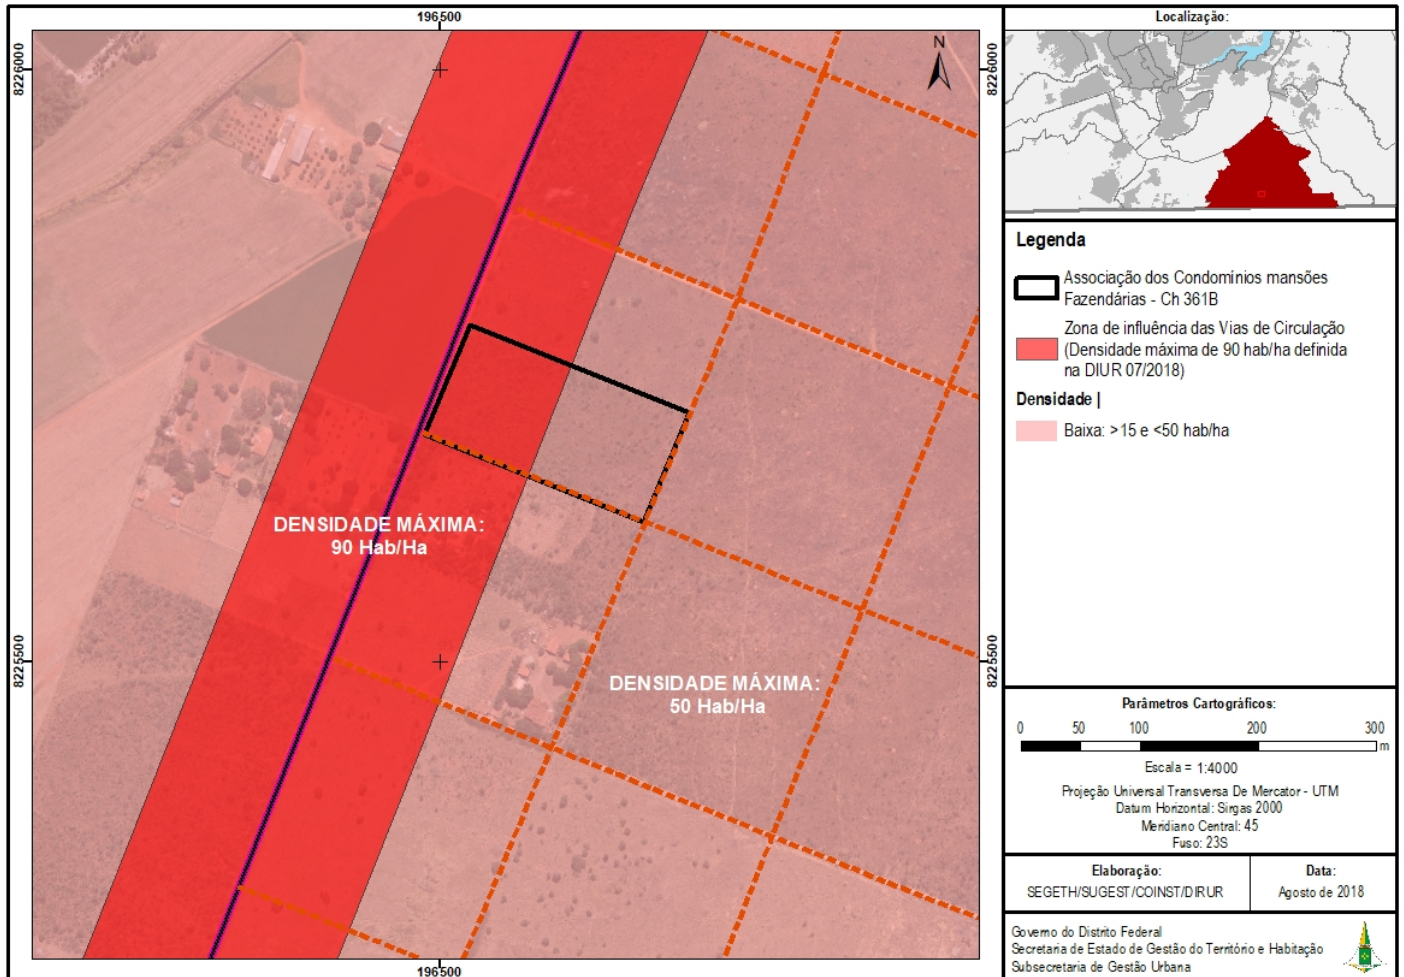 196500
8226000
8226000
N
8225500
8225500
DENSIDADE MÁXIMA:
90 Hab/Ha
DENSIDADE MÁXIMA:
50 Hab/Ha
196500
Localização:
Legenda
Associação dos Condomínios mansões
Fazendárias - Ch 361B
Zona de influência das Vias de Circulação
(Densidade máxima de 90 hab/ha definida
na DIUR 07/2018)
Densidade |
Baixa: >15 e <50 hab/ha
Parâmetros Cartográficos:
0 50 100 200 300
m
Escala = 1:4000
Projeção Universal Transversa De Mercator - UTM
Datum Horizontal: Sirgas 2000
Meridiano Central: 45
Fuso: 23S
Elaboração:
SEGETH/SUGEST/COINST/DIRUR
Data:
Agosto de 2018
Governo do Distrito Federal
Secretaria de Estado de Gestão do Território e Habitação
Subsecretaria de Gestão Urbana